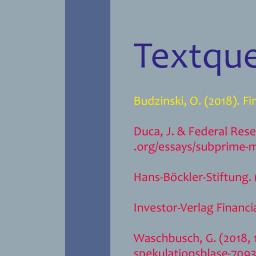 Textque
Budzinski, O. (2018). Fin
Duca, J. & Federal Rese
.org/essays/subprime-m
Hans-Böckler-Stiftung. (
Investor-Verlag Financia
Waschbusch, G. (2018, 1
spekulationsblase-7093